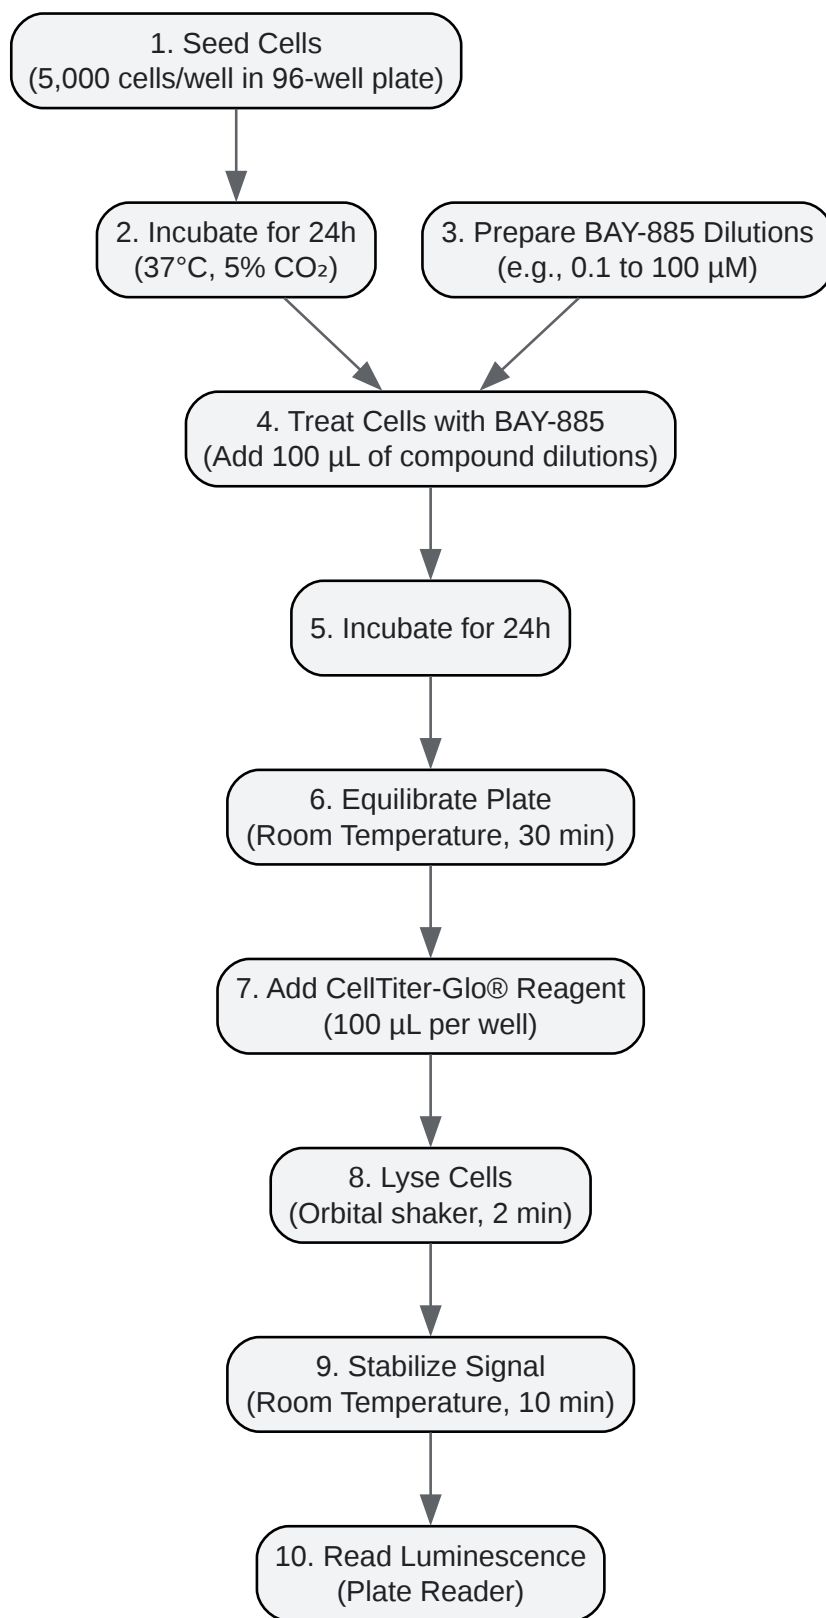 1. Seed Cells
(5,000 cells/well in 96-well plate)
2. Incubate for 24h
(37°C, 5% CO₂)
3. Prepare BAY-885 Dilutions
(e.g., 0.1 to 100 µM)
4. Treat Cells with BAY-885
(Add 100 µL of compound dilutions)
5. Incubate for 24h
6. Equilibrate Plate
(Room Temperature, 30 min)
7. Add CellTiter-Glo® Reagent
(100 µL per well)
8. Lyse Cells
(Orbital shaker, 2 min)
9. Stabilize Signal
(Room Temperature, 10 min)
10. Read Luminescence
(Plate Reader)